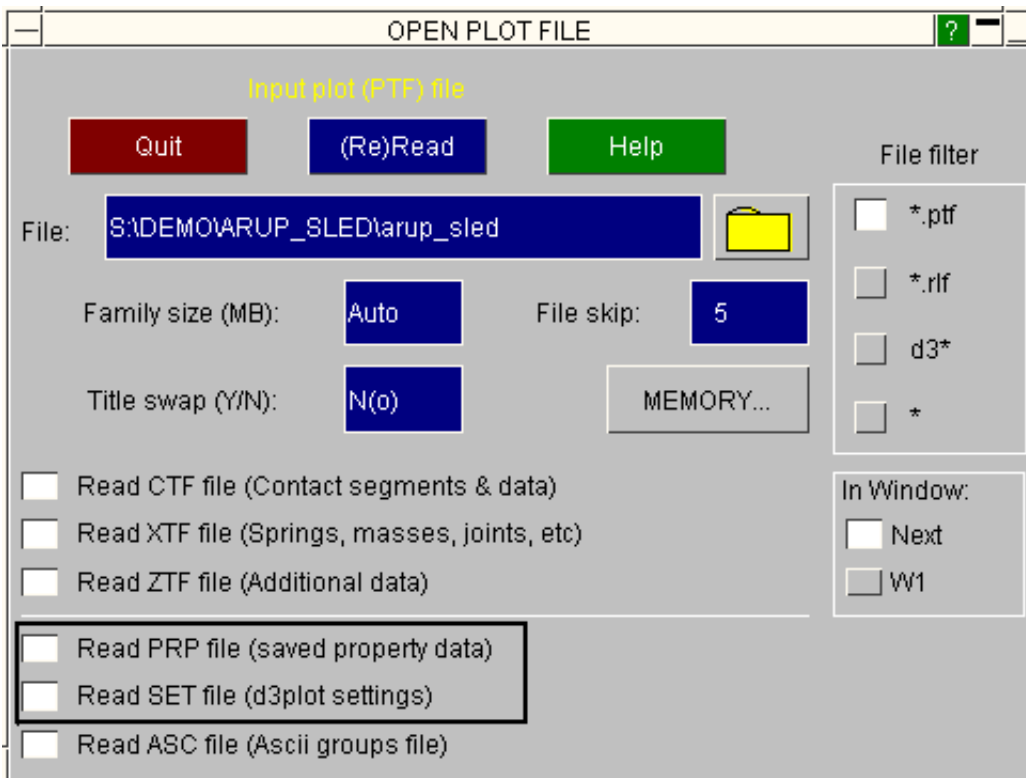 OPEN PLOT FILE
?
Input plot (PTF) file
Quit
(Re)Read
Help
File filter
File:
S:\DEMO\ARUP_SLED\arup_sled
*.ptf
*.rlf
d3*
*
Family size (MB):
Auto
File skip:
5
Title swap (Y/N):
N(o)
MEMORY...
Read CTF file (Contact segments & data)
Read XTF file (Springs, masses, joints, etc)
Read ZTF file (Additional data)
In Window:
Next
W1
Read PRP file (saved property data)
Read SET file (d3plot settings)
Read ASC file (Ascii groups file)